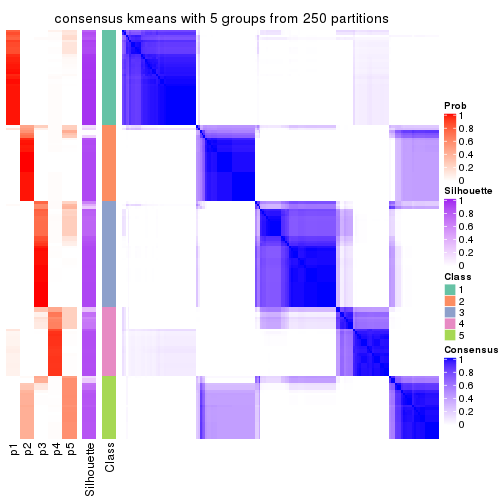 consensus kmeans with 5 groups from 250 partitions
Prob
1
0.8
0.6
0.4
0.2
0
Silhouette
1
0.8
0.6
0.4
0.2
0
Class
1
2
3
4
5
Consensus
1
0.8
0.6
0.4
0.2
0
p1
p2
p3
p4
p5
Silhouette
Class